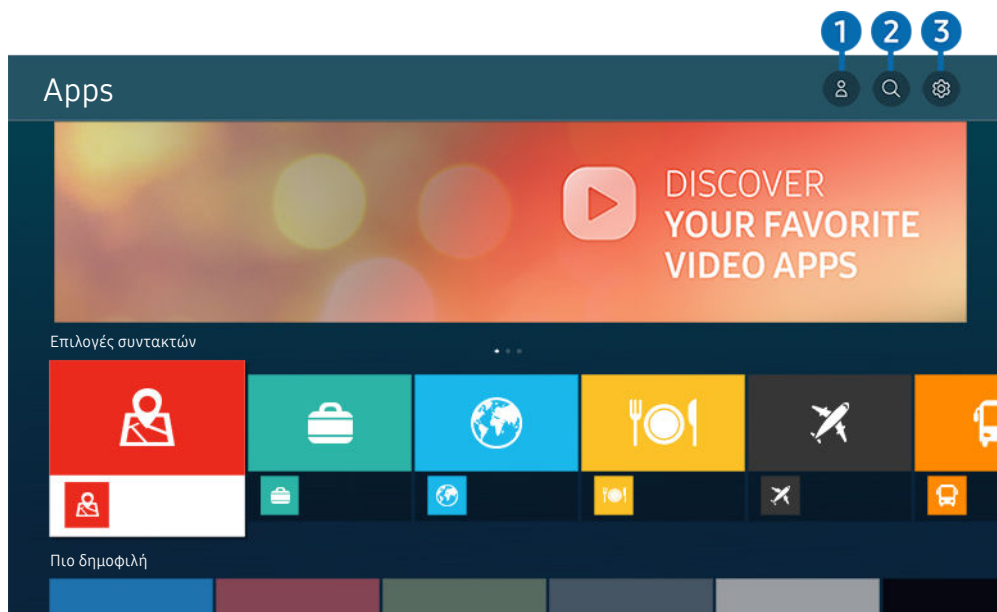 1 2 3
Apps
DISCOVER
YOUR FAVORITE
VIDEO APPS
Επιλογές συντακτών
Πιο δημοφιλή